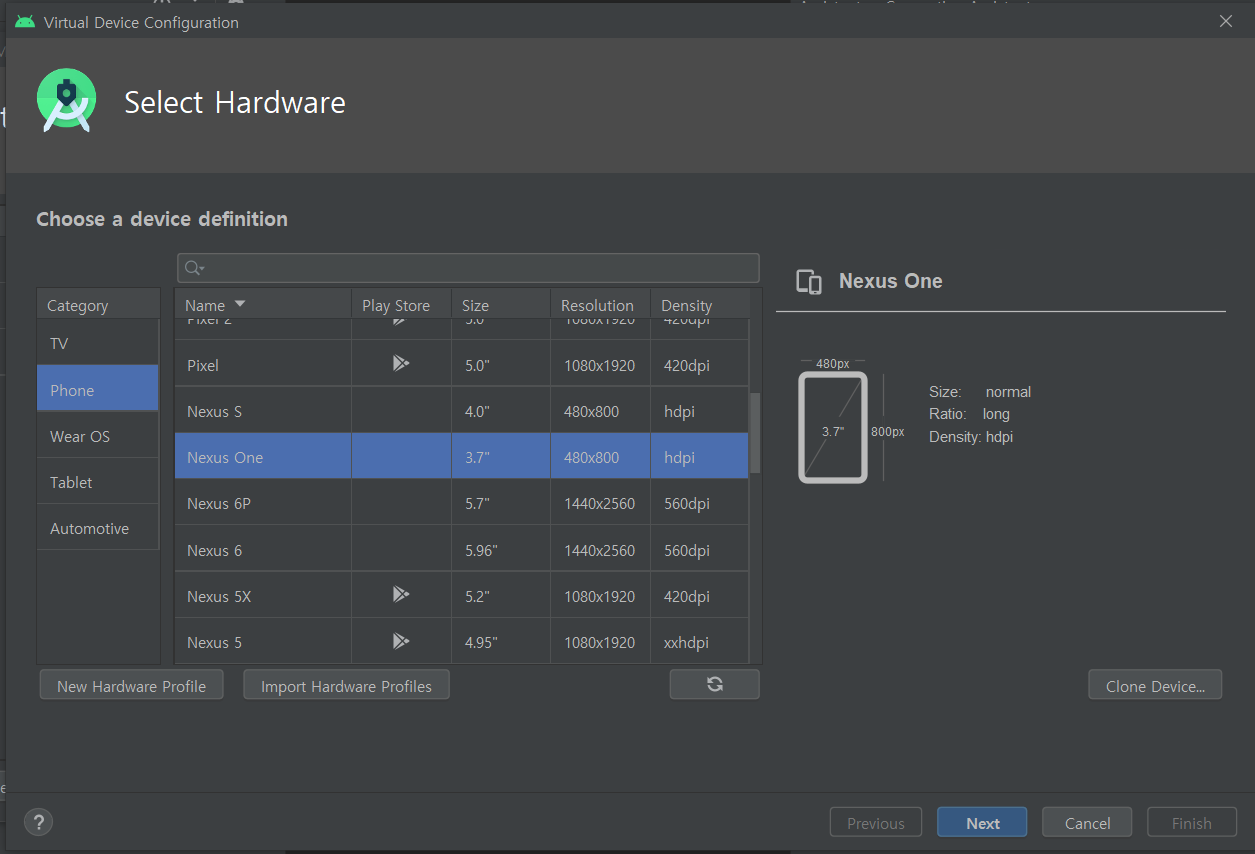 Virtual Device Configuration
Select Hardware
Choose a device definition
Category
TV
Phone
Wear OS
Tablet
Automotive
Name Play Store Size Resolution Density
Pixel 2 5.0" 1080x1920 420dpi
Pixel 5.0" 1080x1920 420dpi
Nexus S 4.0" 480x800 hdpi
Nexus One 3.7" 480x800 hdpi
Nexus 6P 5.7" 1440x2560 560dpi
Nexus 6 5.96" 1440x2560 560dpi
Nexus 5X 5.2" 1080x1920 420dpi
Nexus 5 4.95" 1080x1920 xxhdpi
Nexus One
480px
3.7"
800px
Size: normal
Ratio: long
Density: hdpi
New Hardware Profile Import Hardware Profiles Clone Device...
? Previous Next Cancel Finish